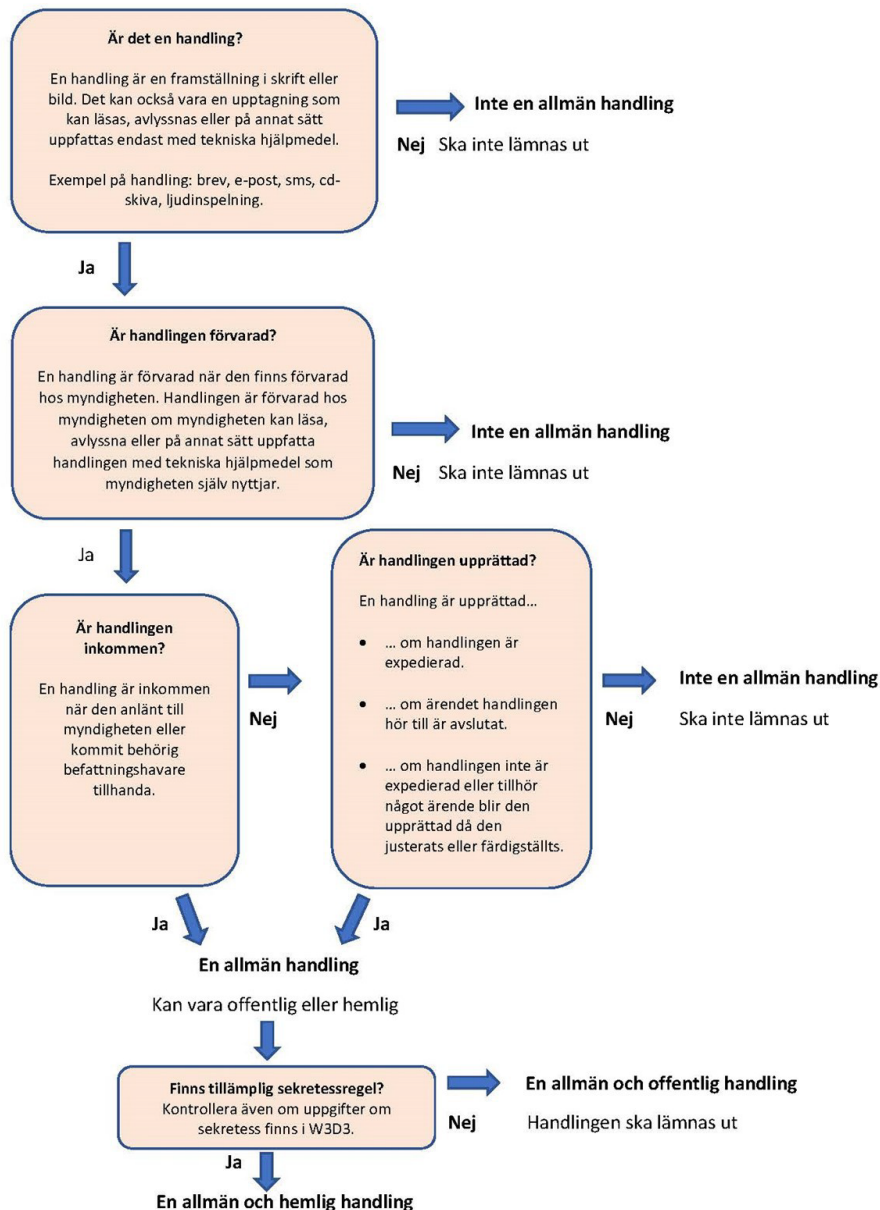 Är det en handling?
En handling är en framställning i skrift eller
bild. Det kan också vara en upptagning som
kan läsas, avlyssnas eller på annat sätt
uppfattas endast med tekniska hjälpmedel.
Exempel på handling: brev, e-post, sms, cd-
skiva, ljudinspelning.
Inte en allmän handling
Nej Ska inte lämnas ut
Ja
Är handlingen förvarad?
En handling är förvarad när den finns förvarad
hos myndigheten. Handlingen är förvarad hos
myndigheten om myndigheten kan läsa,
avlyssna eller på annat sätt uppfatta
handlingen med tekniska hjälpmedel som
myndigheten själv nyttjar.
Inte en allmän handling
Nej Ska inte lämnas ut
Ja
Är handlingen
inkommen?
En handling är inkommen
när den anlänt till
myndigheten eller
kommit behörig
befattningshavare
tillhanda.
Nej
Är handlingen upprättad?
En handling är upprättad...
• ... om handlingen är
expedierad.
• ... om ärendet handlingen
hör till är avslutat.
• ... om handlingen inte är
expedierad eller tillhör
något ärende blir den
upprättad då den
justerats eller färdigställts.
Inte en allmän handling
Nej Ska inte lämnas ut
Ja
Ja
En allmän handling
Kan vara offentlig eller hemlig
Finns tillämplig sekretessregel?
Kontrollera även om uppgifter om
sekretess finns i W3D3.
En allmän och offentlig handling
Nej Handlingen ska lämnas ut
Ja
En allmän och hemlig handling